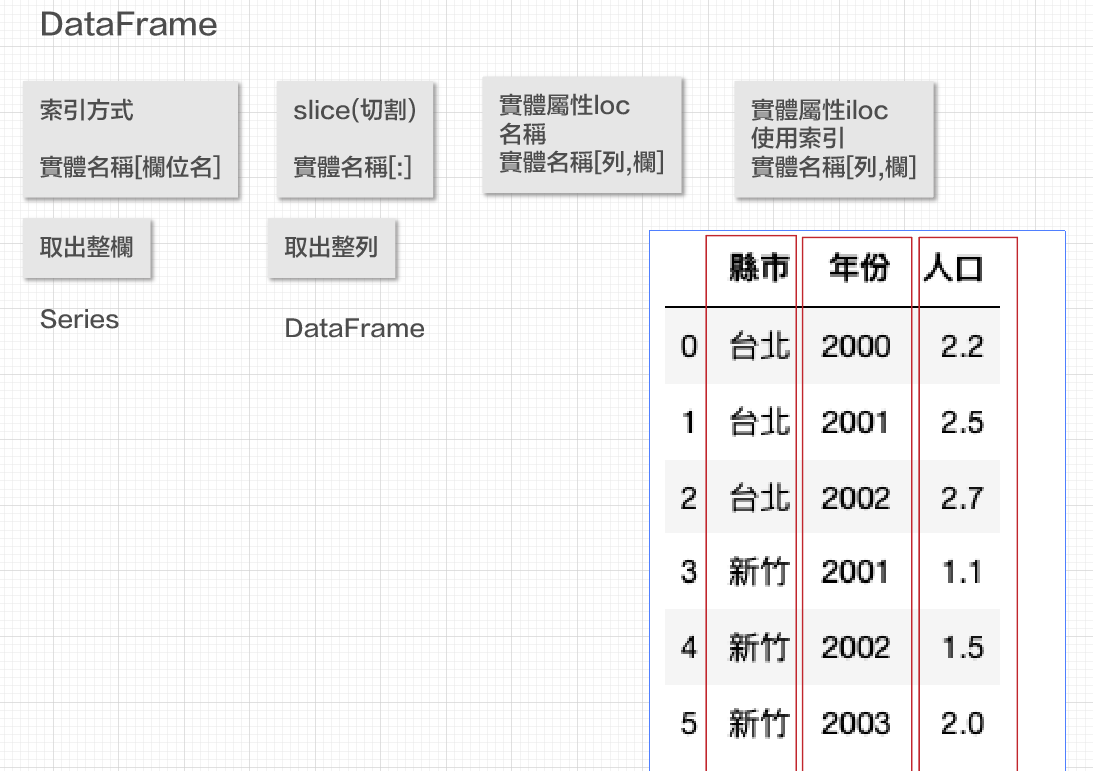 DataFrame
索引方式
實體名稱[欄位名]
slice(切割)
實體名稱[:]
實體屬性loc
名稱
實體名稱[列,欄]
實體屬性iloc
使用索引
實體名稱[列,欄]
取出整欄
取出整列
Series
DataFrame
縣市 年份 人口
0 台北 2000 2.2
1 台北 2001 2.5
2 台北 2002 2.7
3 新竹 2001 1.1
4 新竹 2002 1.5
5 新竹 2003 2.0